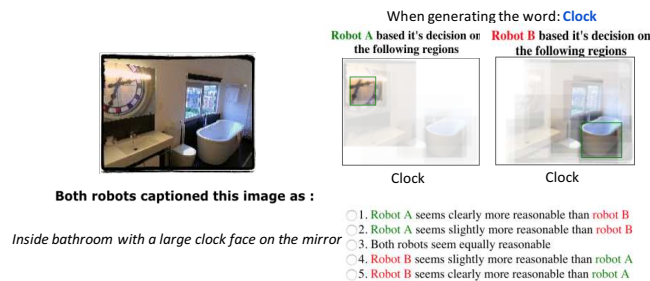 When generating the word: Clock
Robot A based it's decision on the following regions
Robot B based it's decision on the following regions
Clock
Clock
Both robots captioned this image as :
Inside bathroom with a large clock face on the mirror
1. Robot A seems clearly more reasonable than robot B
2. Robot A seems slightly more reasonable than robot B
3. Both robots seem equally reasonable
4. Robot B seems slightly more reasonable than robot A
5. Robot B seems clearly more reasonable than robot A